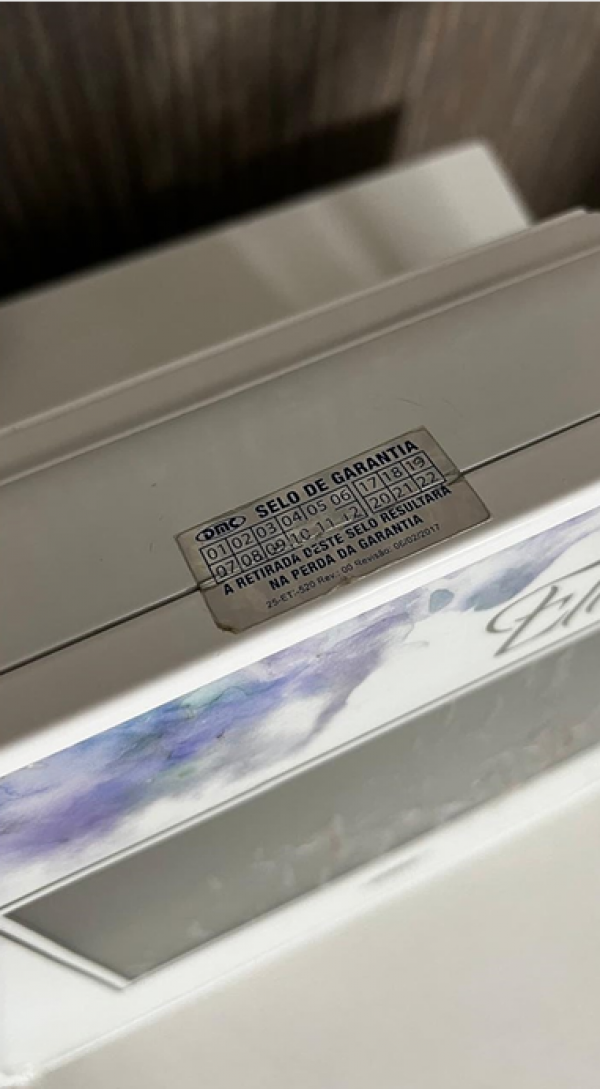 DMC SELO DE GARANTIA
01 02 03 04 05 06 17 18 19
07 08 09 10 11 12 20 21 22
A RETIRADA DESTE SELO RESULTARÁ
NA PERDA DA GARANTIA
25-ET-520 Rev.: 00 Revisão: 06/02/2017